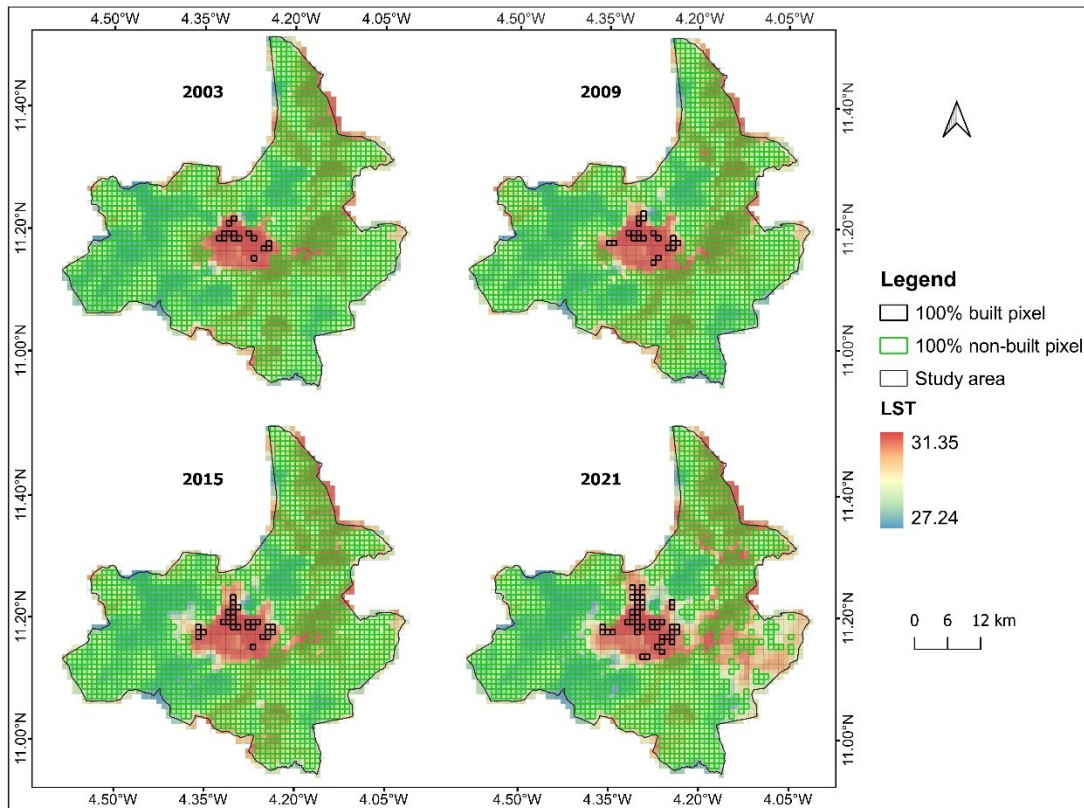 4.50°W 4.35°W 4.20°W 4.05°W 4.50°W 4.35°W 4.20°W 4.05°W
2003 2009
11.40°N 11.40°N
11.20°N 11.20°N
11.00°N 11.00°N
Legend
100% built pixel
100% non-built pixel
Study area
LST
31.35
27.24
2015 2021
11.40°N 11.40°N
11.20°N 11.20°N
11.00°N 11.00°N
0 6 12 km
4.50°W 4.35°W 4.20°W 4.05°W 4.50°W 4.35°W 4.20°W 4.05°W